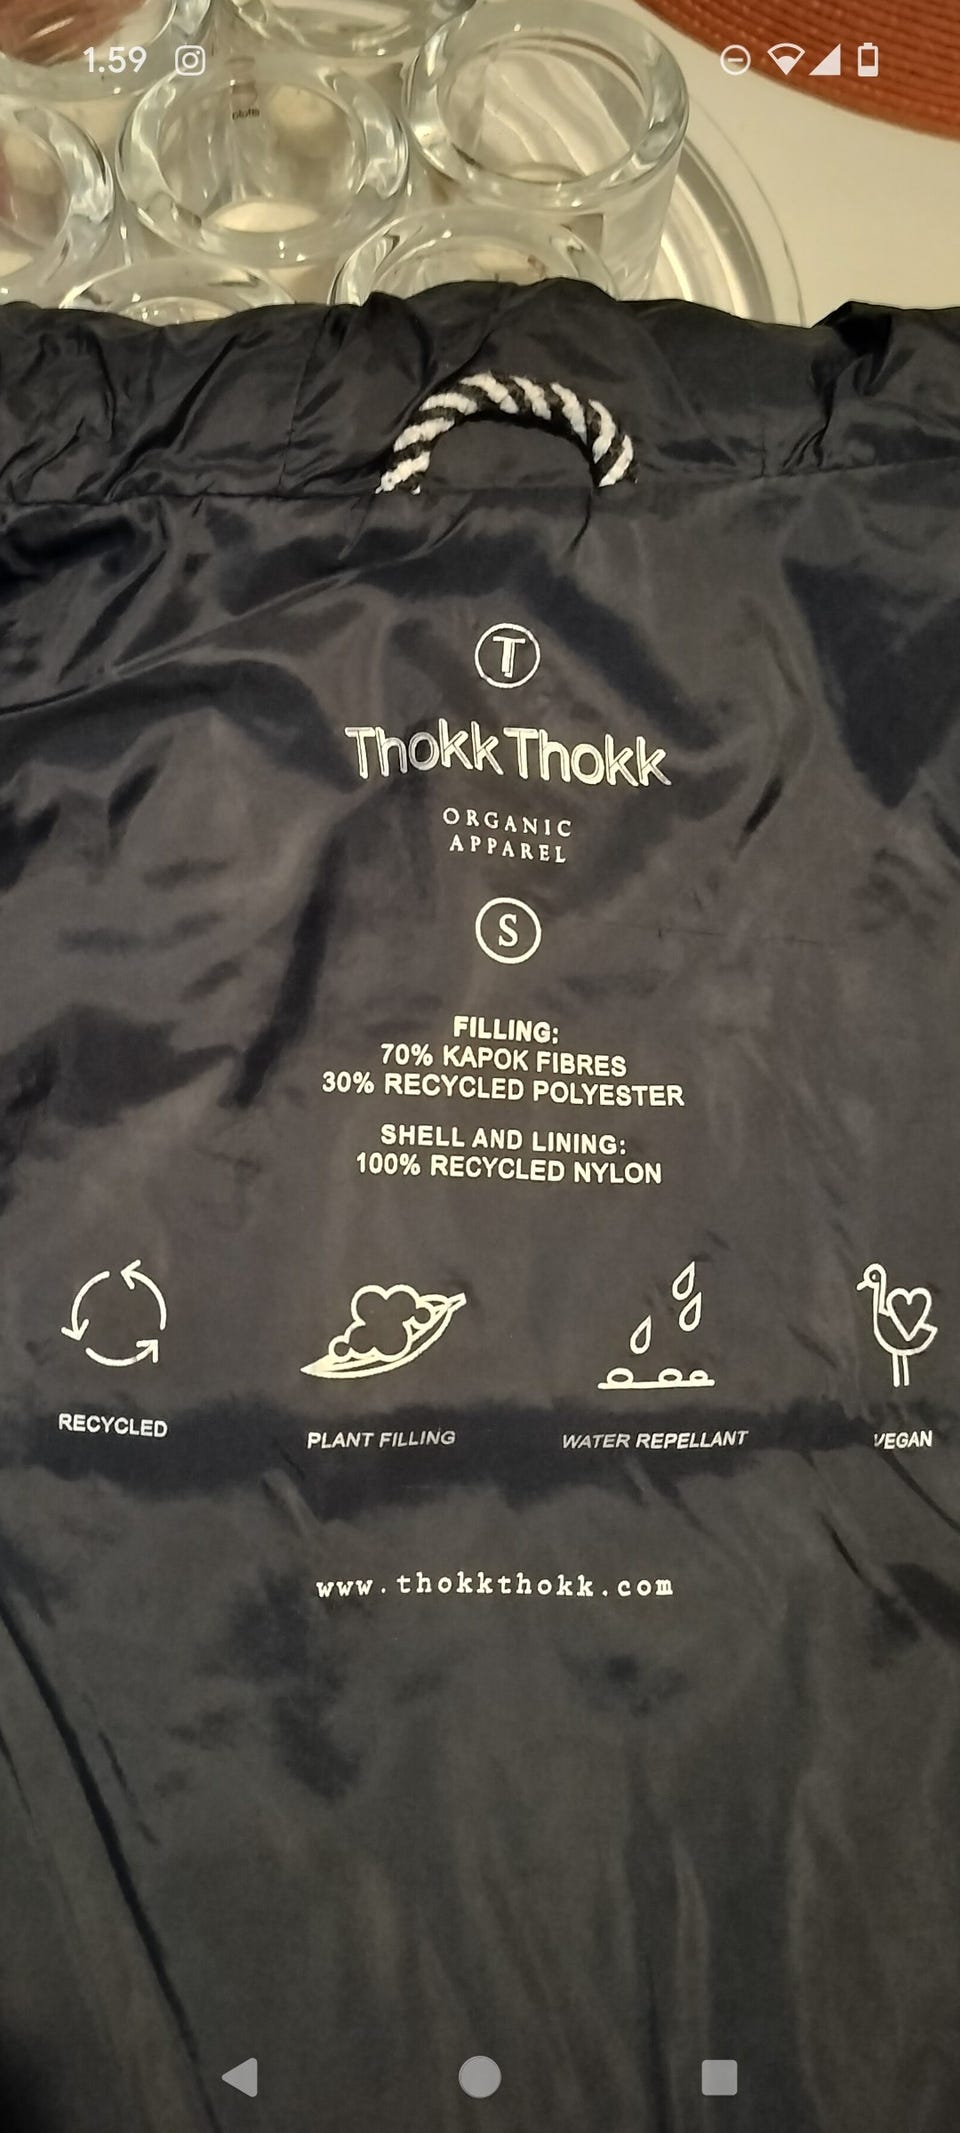 1.59
T
ThokkThokk
ORGANIC
APPAREL
S
FILLING:
70% KAPOK FIBRES
30% RECYCLED POLYESTER
SHELL AND LINING:
100% RECYCLED NYLON
RECYCLED
PLANT FILLING
WATER REPELLANT
VEGAN
www.thokkthokk.com